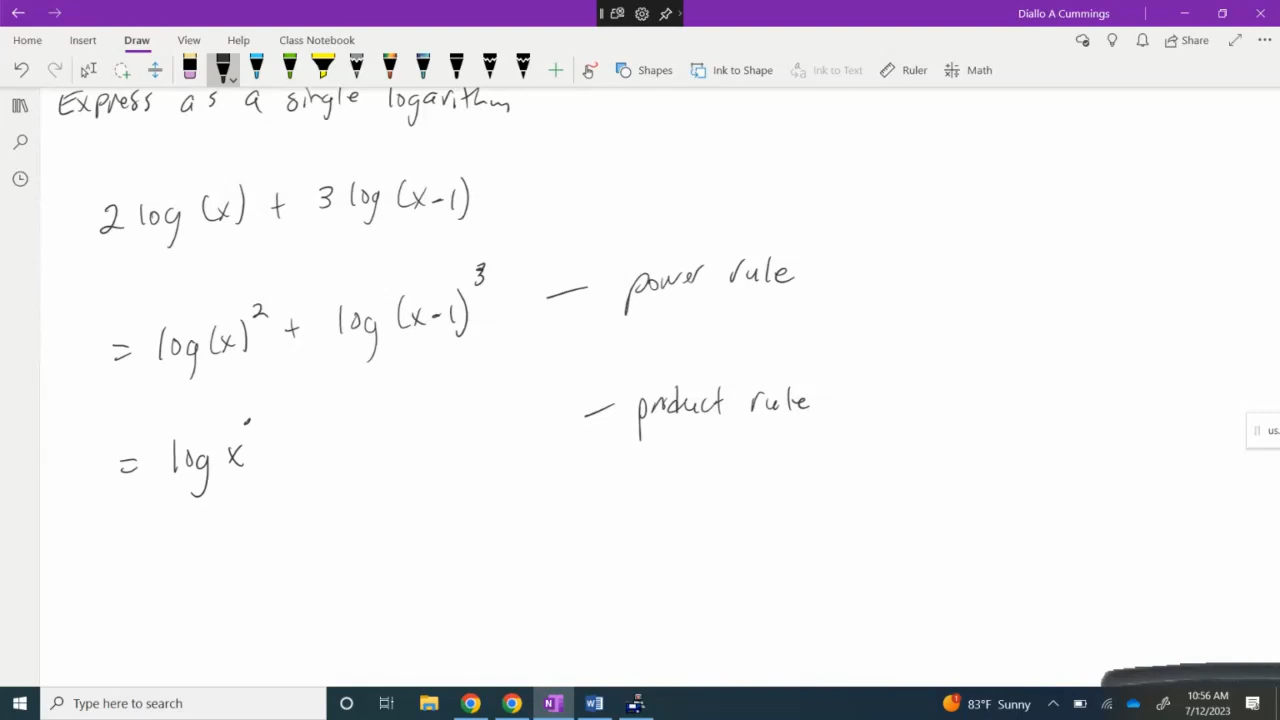 Diallo A Cummings
Home Insert Draw View Help Class Notebook
Share
Shapes Ink to Shape Ink to Text Ruler Math
Express as a single logarithm
2 log (x) + 3 log (x-1)
= log(x)² + log (x-1)³ — power rule
— product rule
= log x
us.
Type here to search
W
83°F Sunny
10:56 AM
7/12/2023